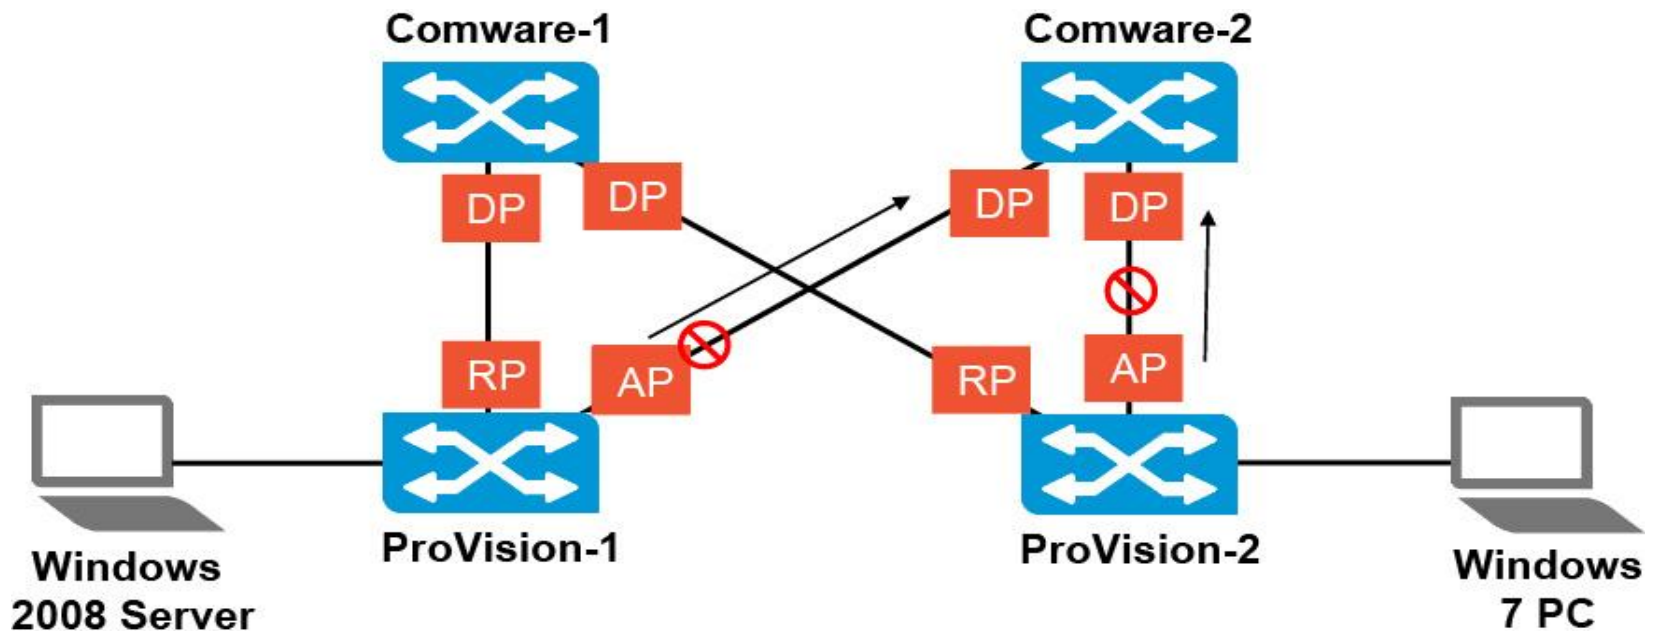 Comware-1
Comware-2
DP
DP
DP
DP
RP
AP
RP
AP
ProVision-1
ProVision-2
Windows
2008 Server
Windows
7 PC